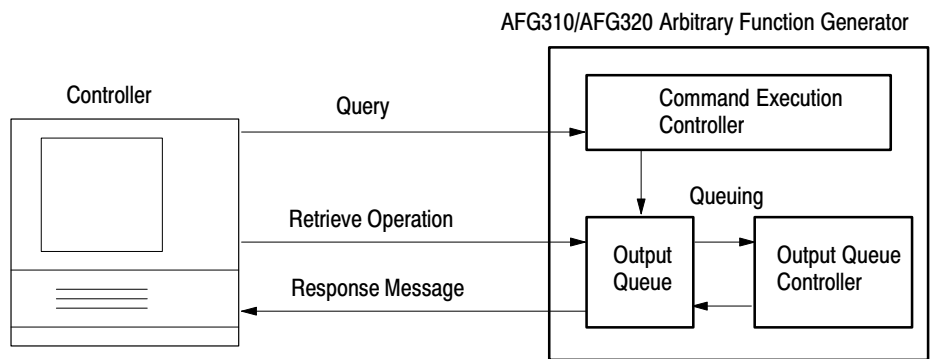 AFG310/AFG320 Arbitrary Function Generator
Controller
Query
Command Execution
Controller
Queuing
Retrieve Operation
Output
Queue
Output Queue
Controller
Response Message